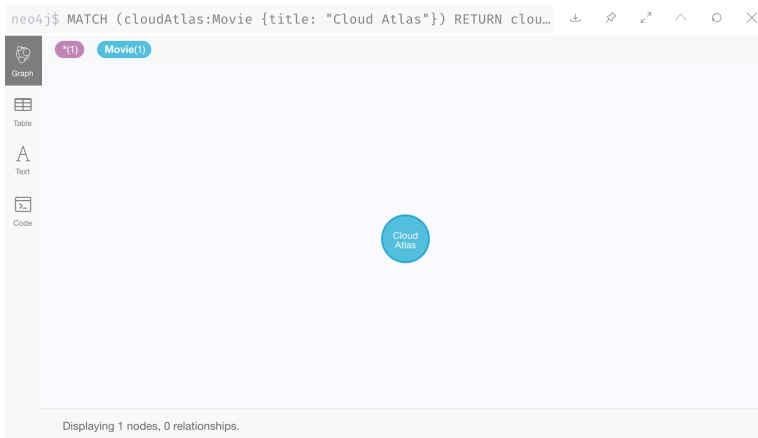 neo4j$ MATCH (cloudAtlas:Movie {title: "Cloud Atlas"}) RETURN clou…
*(1) Movie(1)
Graph
Table
Text
Code
Cloud
Atlas
Displaying 1 nodes, 0 relationships.